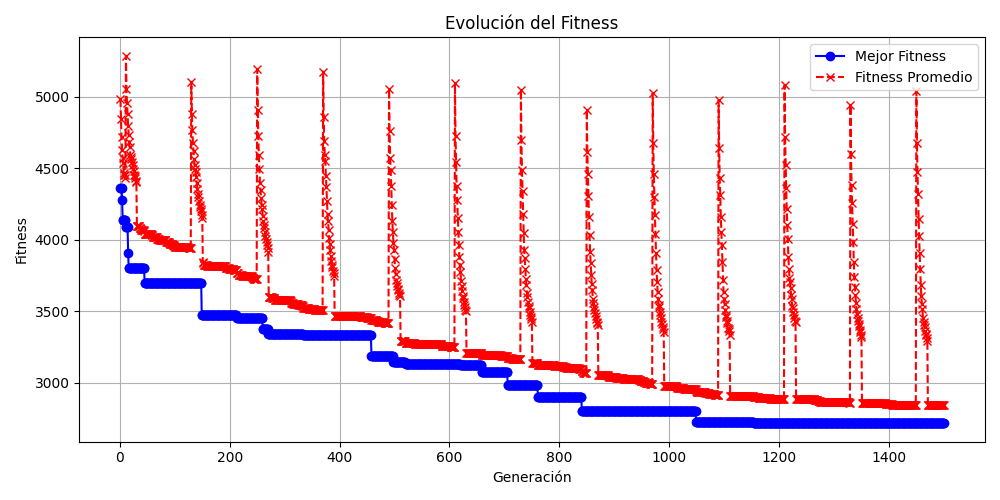 Evolución del Fitness
Mejor Fitness
Fitness Promedio
Fitness
5000
4500
4000
3500
3000
0
200
400
600
800
1000
1200
1400
Generación